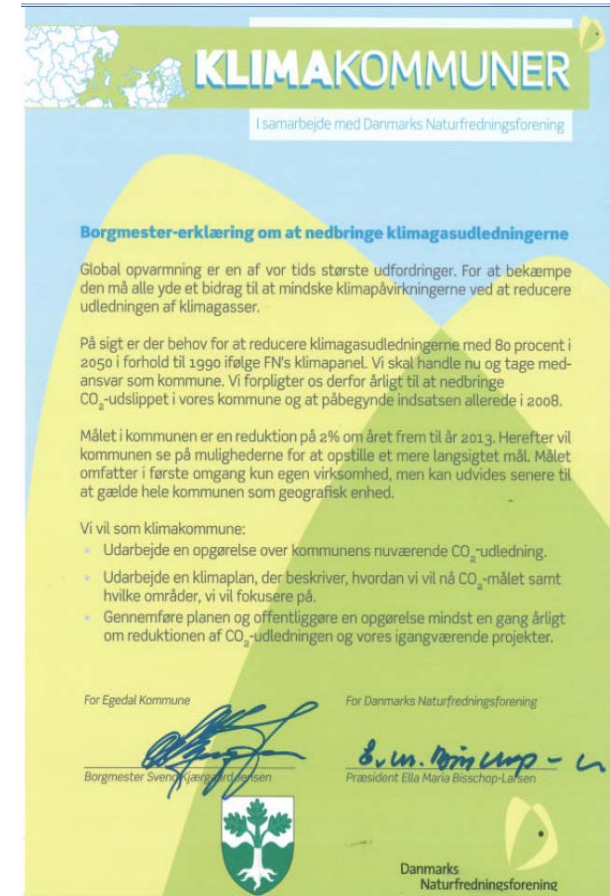 KLIMAKOMMUNER
I samarbejde med Danmarks Naturfredningsforening
Borgmester-erklæring om at nedbringe klimagasudledningerne
Global opvarmning er en af vor tids største udfordringer. For at bekæmpe
den må alle yde et bidrag til at mindske klimapåvirkningerne ved at reducere
udledningen af klimagasser.
På sigt er der behov for at reducere klimagasudledningerne med 80 procent i
2050 i forhold til 1990 ifølge FN's klimapanel. Vi skal handle nu og tage med-
ansvar som kommune. Vi forpligter os derfor årligt til at nedbringe
CO₂-udslippet i vores kommune og at påbegynde indsatsen allerede i 2008.
Målet i kommunen er en reduktion på 2% om året frem til år 2013. Herefter vil
kommunen se på mulighederne for at opstille et mere langsigtet mål. Målet
omfatter i første omgang kun egen virksomhed, men kan udvides senere til
at gælde hele kommunen som geografisk enhed.
Vi vil som klimakommune:
Udarbejde en opgørelse over kommunens nuværende CO₂-udledning.
Udarbejde en klimaplan, der beskriver, hvordan vi vil nå CO₂-målet samt
hvilke områder, vi vil fokusere på.
Gennemføre planen og offentliggøre en opgørelse mindst en gang årligt
om reduktionen af CO₂-udledningen og vores igangværende projekter.
For Egedal Kommune
For Danmarks Naturfredningsforening
Borgmester Svend Kjærgaard Jensen
Præsident Ella Maria Bisschop-Larsen
Danmarks
Naturfredningsforening